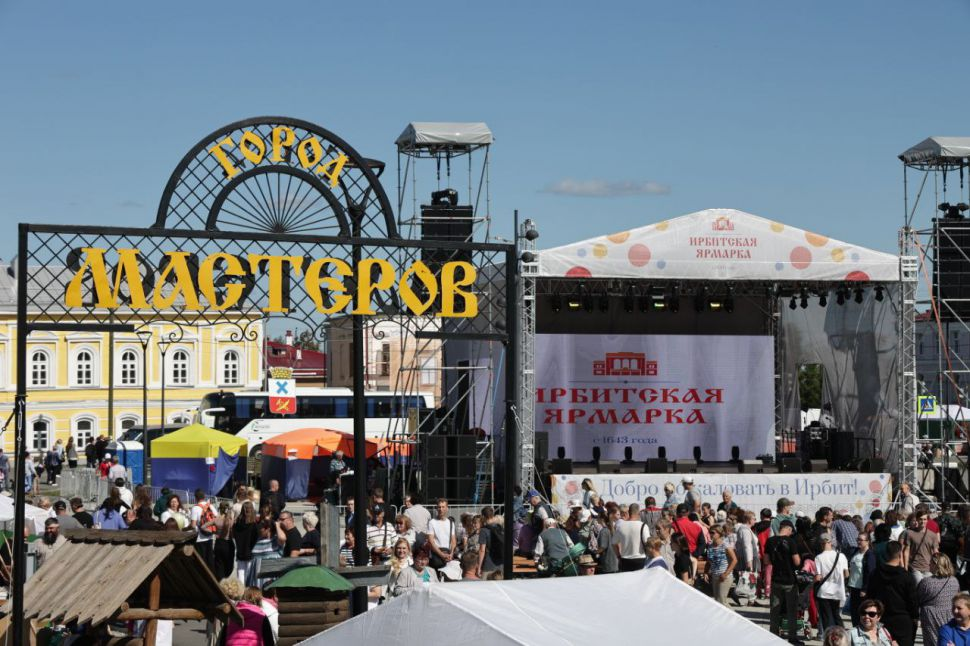 ГОРОД
МАСТЕРОВ
ИРБИТСКАЯ
ЯРМАРКА
ИРБИТСКАЯ
ЯРМАРКА
с 1643 года
Добро пожаловать в Ирбит!